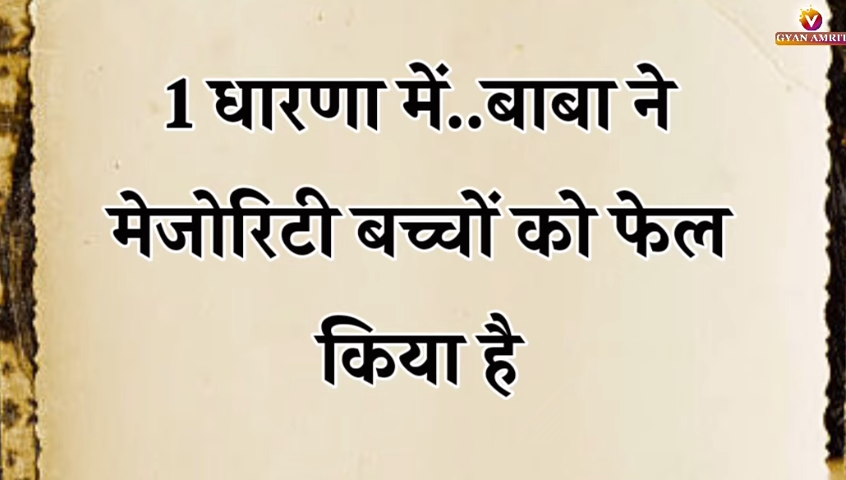 GYAN AMRIT
1 धारणा में..बाबा ने
मेजोरिटी बच्चों को फेल
किया है